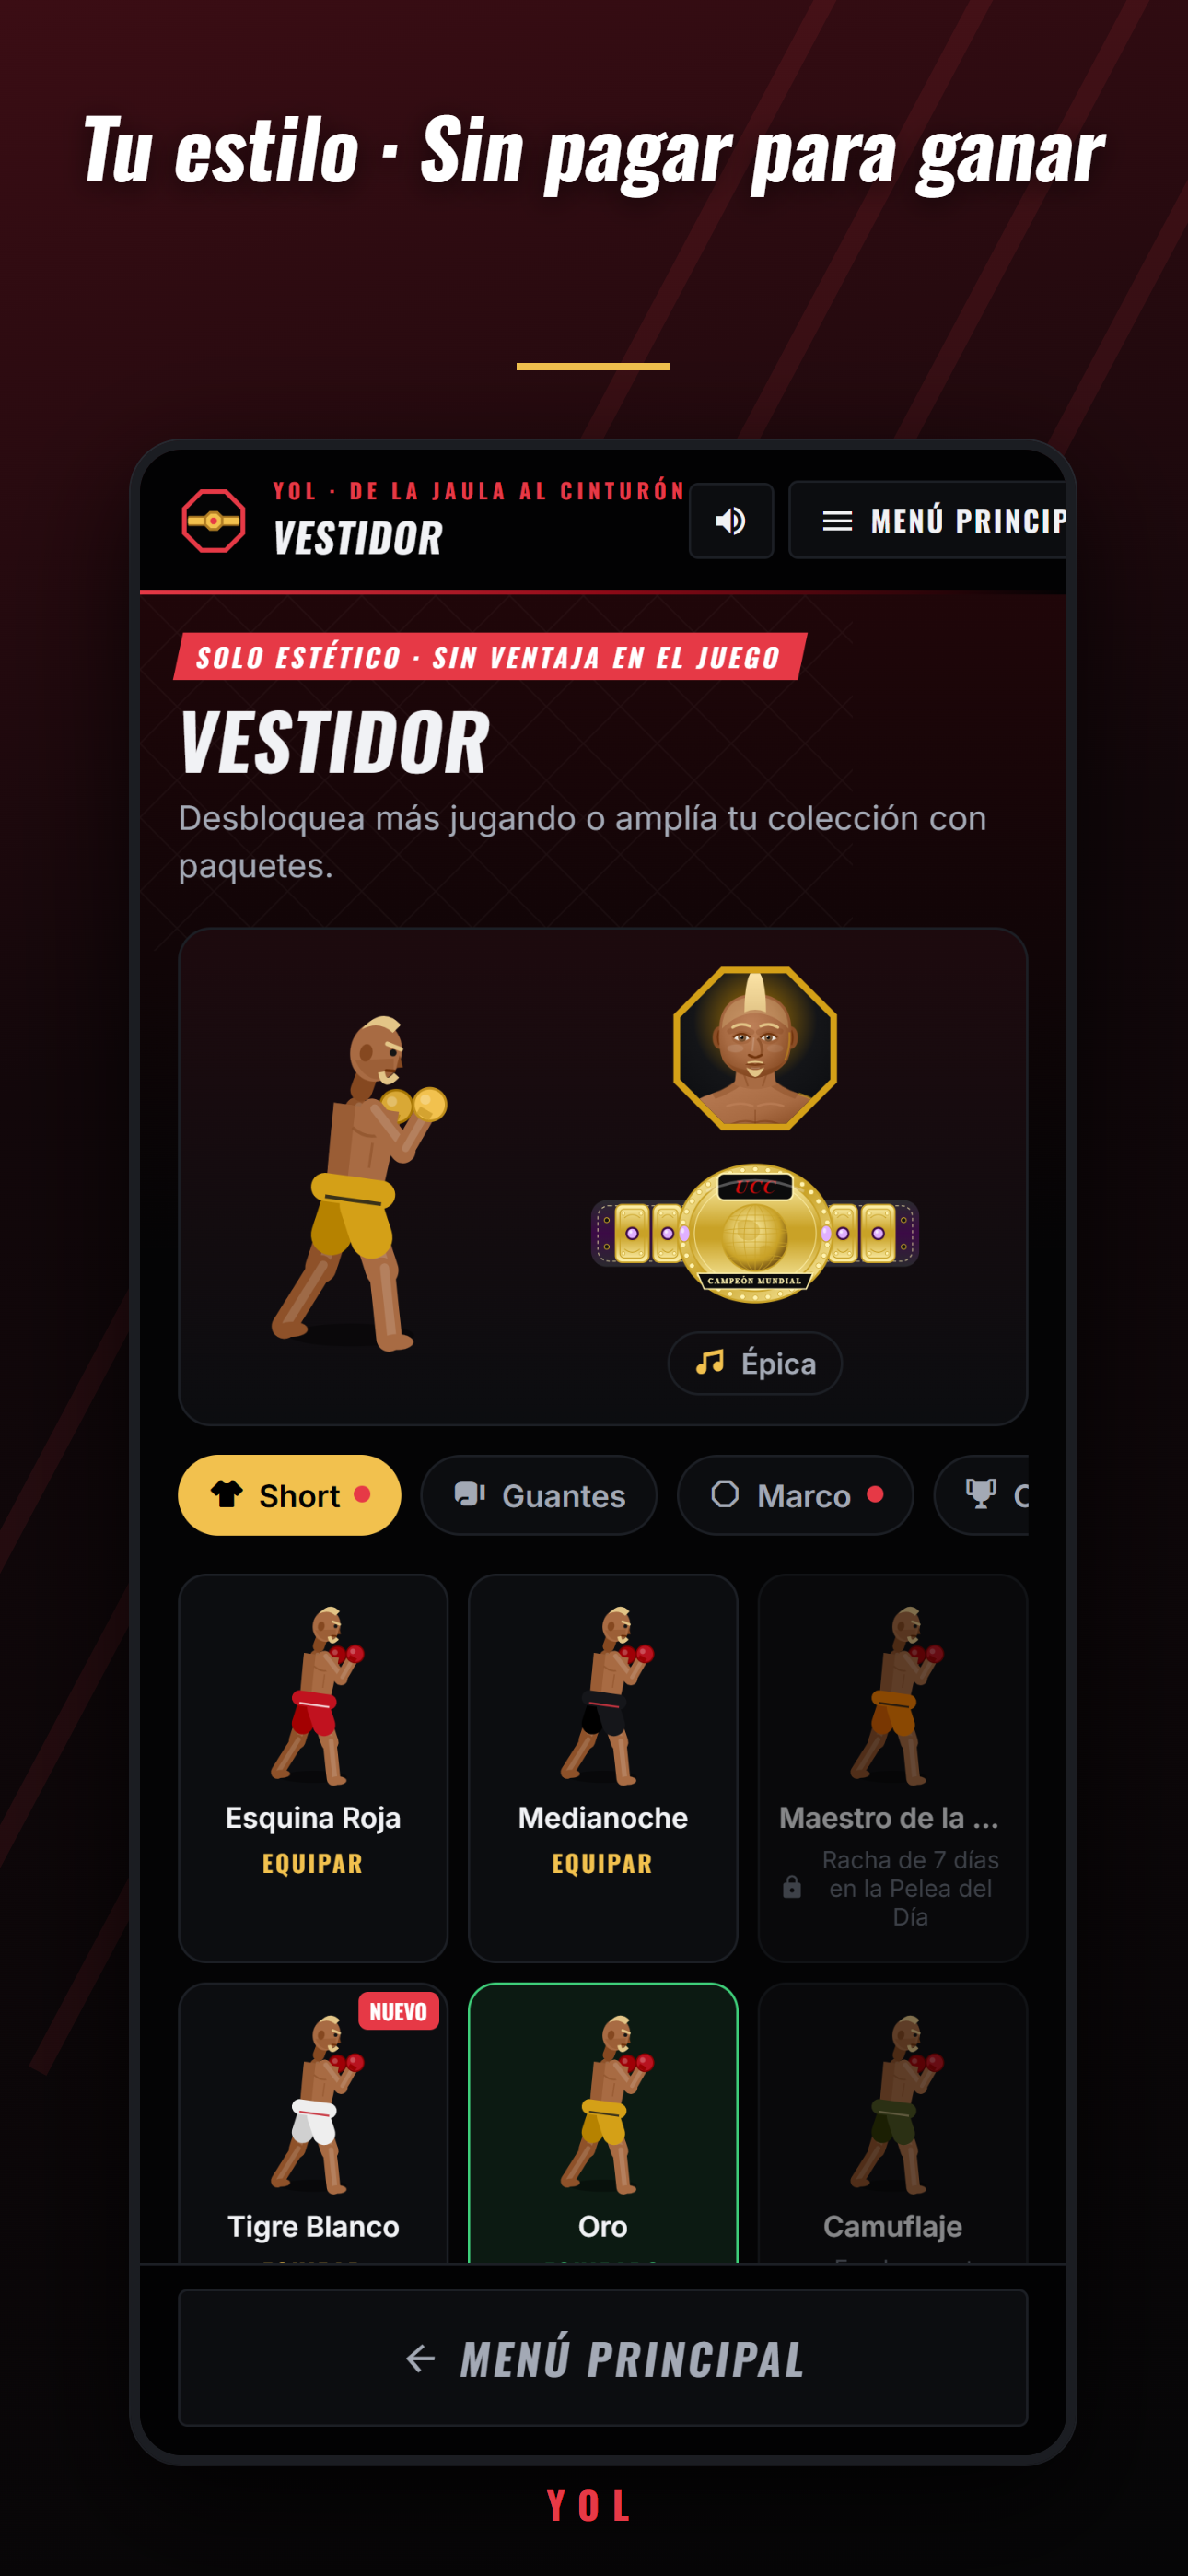 Tu estilo · Sin pagar para ganar
YOL · DE LA JAULA AL CINTURÓN
VESTIDOR
MENÚ PRINCIP
SOLO ESTÉTICO · SIN VENTAJA EN EL JUEGO
VESTIDOR
Desbloquea más jugando o amplía tu colección con
paquetes.
UCC
CAMPEÓN MUNDIAL
Épica
Short
Guantes
Marco
Esquina Roja
EQUIPAR
Medianoche
EQUIPAR
Maestro de la ...
Racha de 7 días
en la Pelea del
Día
NUEVO
Tigre Blanco
Oro
Camuflaje
MENÚ PRINCIPAL
YOL